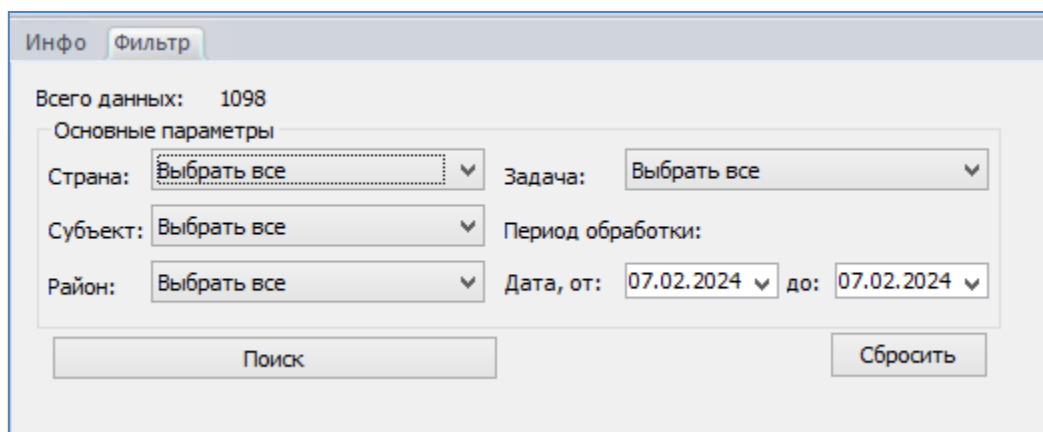 Инфо Фильтр
Всего данных: 1098
Основные параметры
Страна: Выбрать все Задача: Выбрать все
Субъект: Выбрать все Период обработки:
Район: Выбрать все Дата, от: 07.02.2024 до: 07.02.2024
Поиск Сбросить